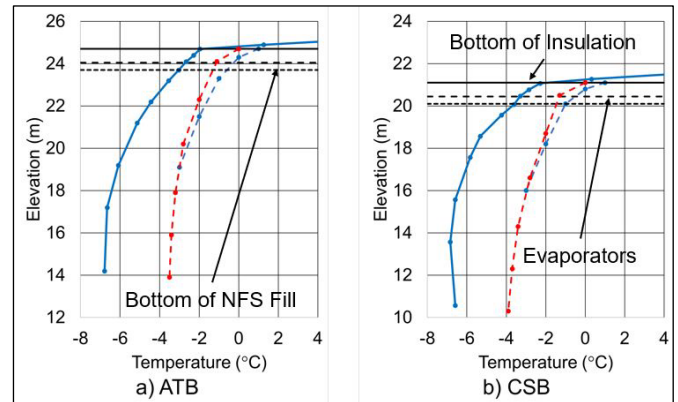 26
24
22
20
18
16
14
12
Elevation (m)
-8 -6 -4 -2 0 2 4
Temperature (°C)
Bottom of NFS Fill
a) ATB
24
22
20
18
16
14
12
10
Elevation (m)
-8 -6 -4 -2 0 2 4
Temperature (°C)
Bottom of Insulation
Evaporators
b) CSB